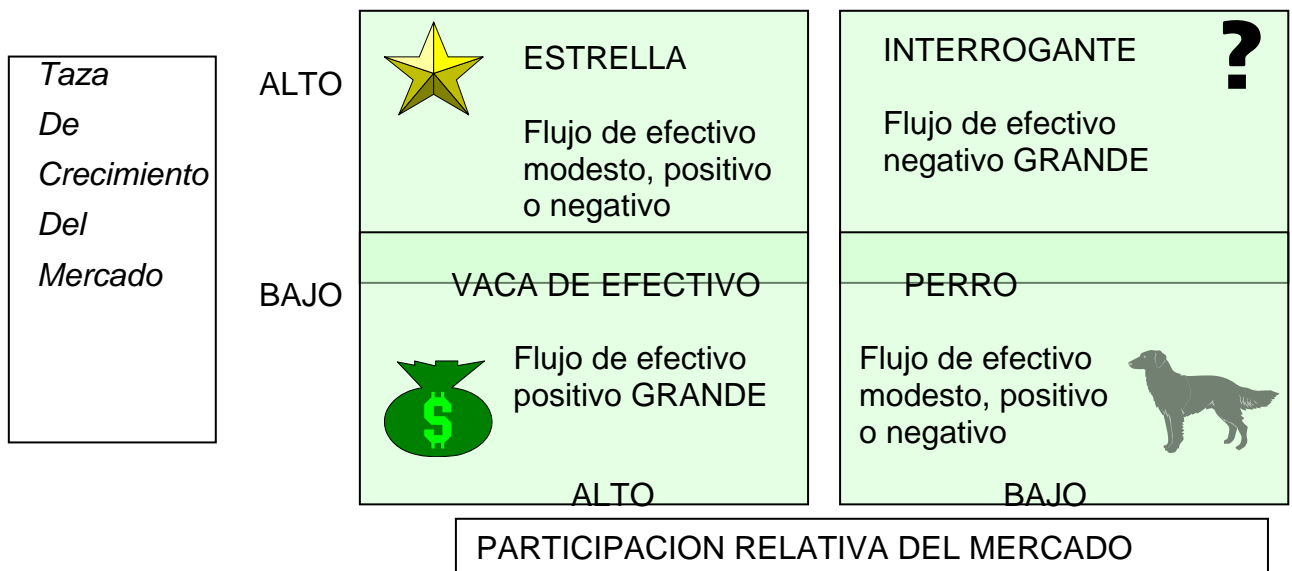 Taza
De
Crecimiento
Del
Mercado
ALTO
ESTRELLA
Flujo de efectivo
modesto, positivo
o negativo
INTERROGANTE
?
Flujo de efectivo
negativo GRANDE
BAJO
VACA DE EFECTIVO
$
Flujo de efectivo
positivo GRANDE
ALTO
PERRO
Flujo de efectivo
modesto, positivo
o negativo
BAJO
PARTICIPACION RELATIVA DEL MERCADO